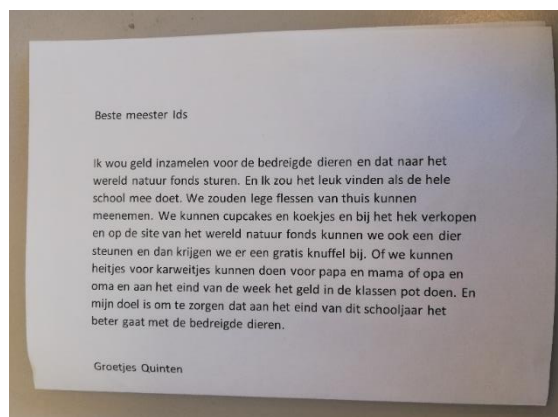 Beste meester Ids
Ik wou geld inzamelen voor de bedreigde dieren en dat naar het
wereld natuur fonds sturen. En Ik zou het leuk vinden als de hele
school mee doet. We zouden lege flessen van thuis kunnen
meenemen. We kunnen cupcakes en koekjes en bij het hek verkopen
en op de site van het wereld natuur fonds kunnen we ook een dier
steunen en dan krijgen we er een gratis knuffel bij. Of we kunnen
heitjes voor karweitjes kunnen doen voor papa en mama of opa en
oma en aan het eind van de week het geld in de klassen pot doen. En
mijn doel is om te zorgen dat aan het eind van dit schooljaar het
beter gaat met de bedreigde dieren.
Groetjes Quinten